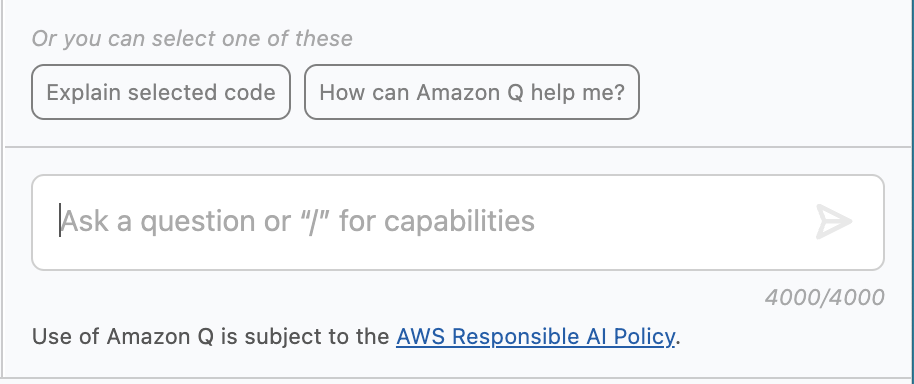 Or you can select one of these
Explain selected code
How can Amazon Q help me?
Ask a question or “/” for capabilities
4000/4000
Use of Amazon Q is subject to the AWS Responsible AI Policy.